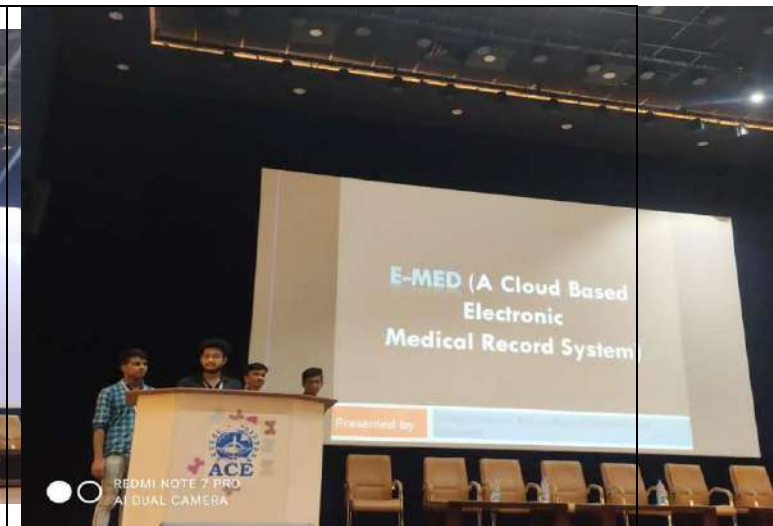 E-MED (A Cloud Based
Electronic
Medical Record System)
Presented by
ACE
REDMI NOTE 7 PRO
AI DUAL CAMERA